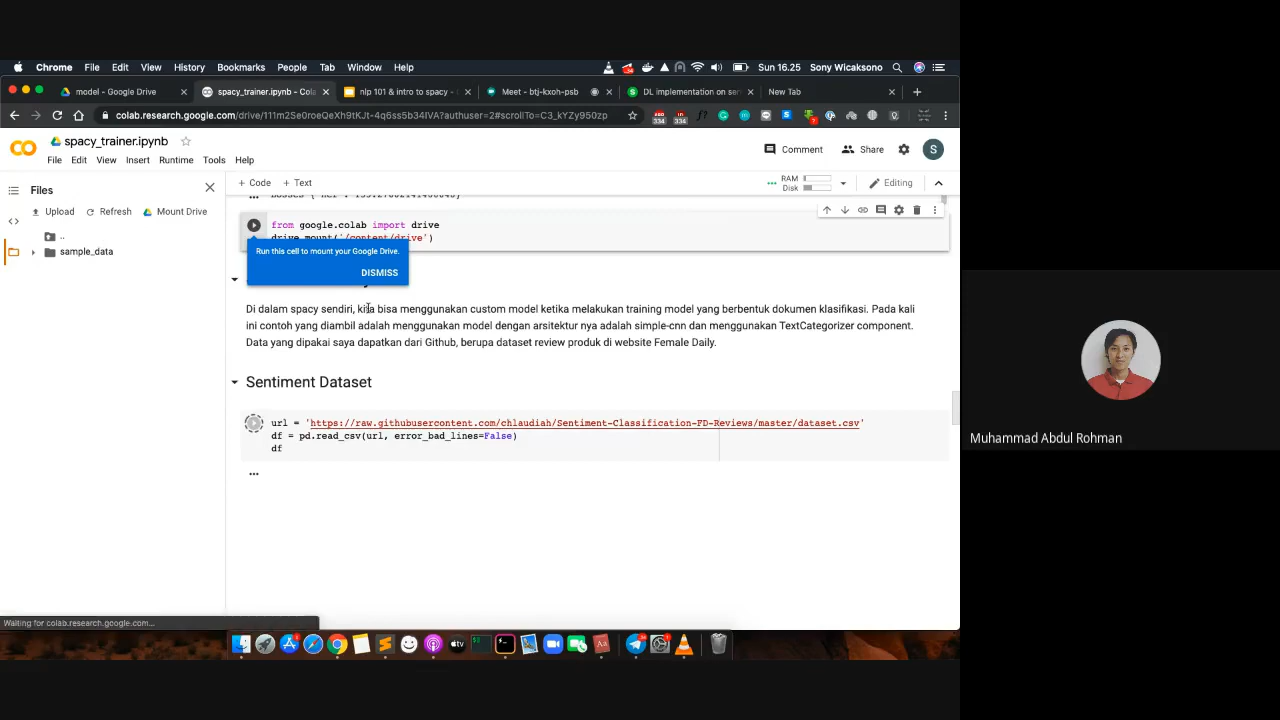 Chrome File Edit View History Bookmarks People Tab Window Help Sun 16.25 Sony Wicaksono
model - Google Drive spacy_trainer.ipynb - Cola nlp 101 & intro to spacy - Meet - btj-kxoh-psb DL implementation on ser New Tab
colab.research.google.com/drive/111m2Se0roeQeXh9tKJt-4q6ss5b34IVA?authuser=2#scrollTo=C3_kYZy950zp
spacy_trainer.ipynb
File Edit View Insert Runtime Tools Help
Comment Share S
Files
+ Code + Text
RAM
Disk
Editing
Upload Refresh Mount Drive
..
sample_data
from google.colab import drive
drive.mount('/content/drive')
Run this cell to mount your Google Drive.
DISMISS
Di dalam spacy sendiri, kita bisa menggunakan custom model ketika melakukan training model yang berbentuk dokumen klasifikasi. Pada kali
ini contoh yang diambil adalah menggunakan model dengan arsitektur nya adalah simple-cnn dan menggunakan TextCategorizer component.
Data yang dipakai saya dapatkan dari Github, berupa dataset review produk di website Female Daily.
Sentiment Dataset
url = 'https://raw.githubusercontent.com/chlaudiah/Sentiment-Classification-FD-Reviews/master/dataset.csv'
df = pd.read_csv(url, error_bad_lines=False)
df
...
Waiting for colab.research.google.com...
Muhammad Abdul Rohman